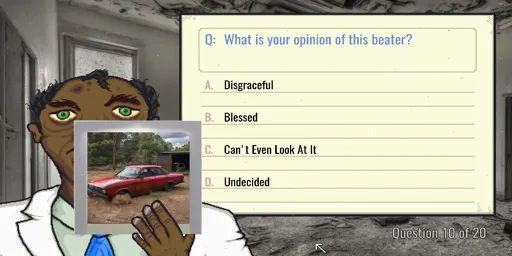 Q: What is your opinion of this beater?
A. Disgraceful
B. Blessed
C. Can't Even Look At It
D. Undecided
Question 10 of 20